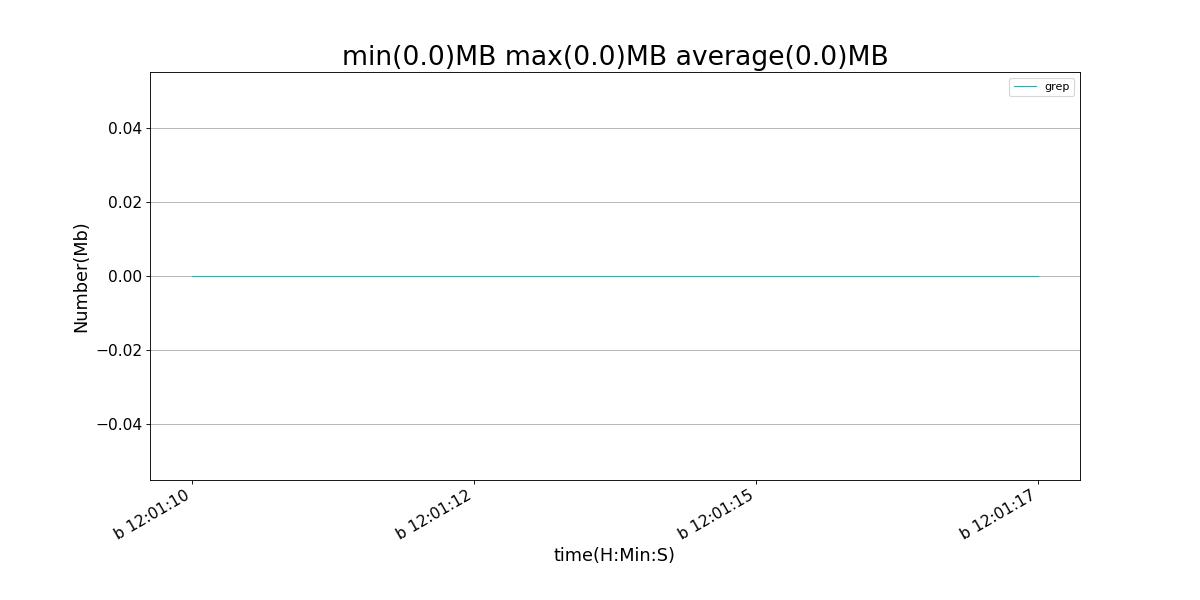 min(0.0)MB max(0.0)MB average(0.0)MB
grep
0.04
0.02
0.00
−0.02
−0.04
Number(Mb)
b 12:01:10
b 12:01:12
b 12:01:15
b 12:01:17
time(H:Min:S)